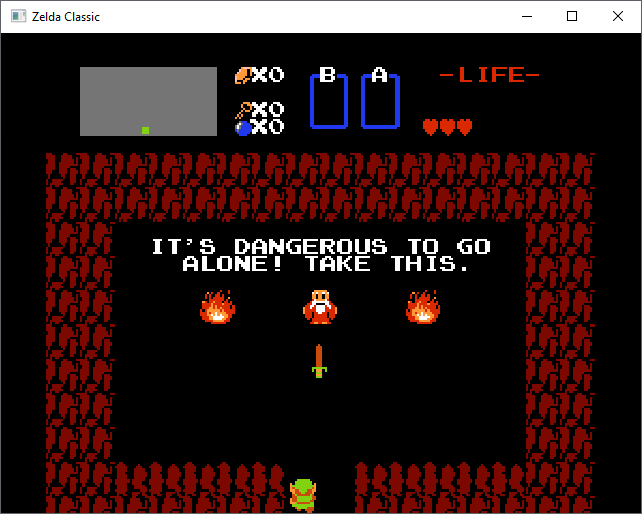 Zelda Classic
X0
B
A
-LIFE-
X0
X0
IT'S DANGEROUS TO GO
ALONE! TAKE THIS.